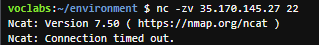 voclabs:~/environment $ nc -zv 35.170.145.27 22
Ncat: Version 7.50 ( https://nmap.org/ncat )
Ncat: Connection timed out.